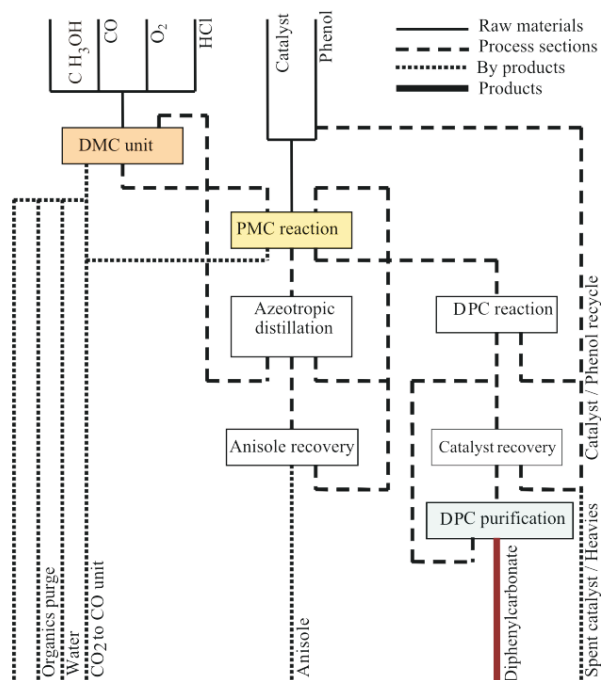 C H3OH
CO
O2
HCl
Catalyst
Phenol
Raw materials
Process sections
By products
Products
DMC unit
PMC reaction
Azeotropic
distillation
DPC reaction
Catalyst / Phenol recycle
Anisole recovery
Catalyst recovery
DPC purification
Organics purge
Water
CO2 to CO unit
Anisole
Diphenylcarbonate
Spent catalyst / Heavies